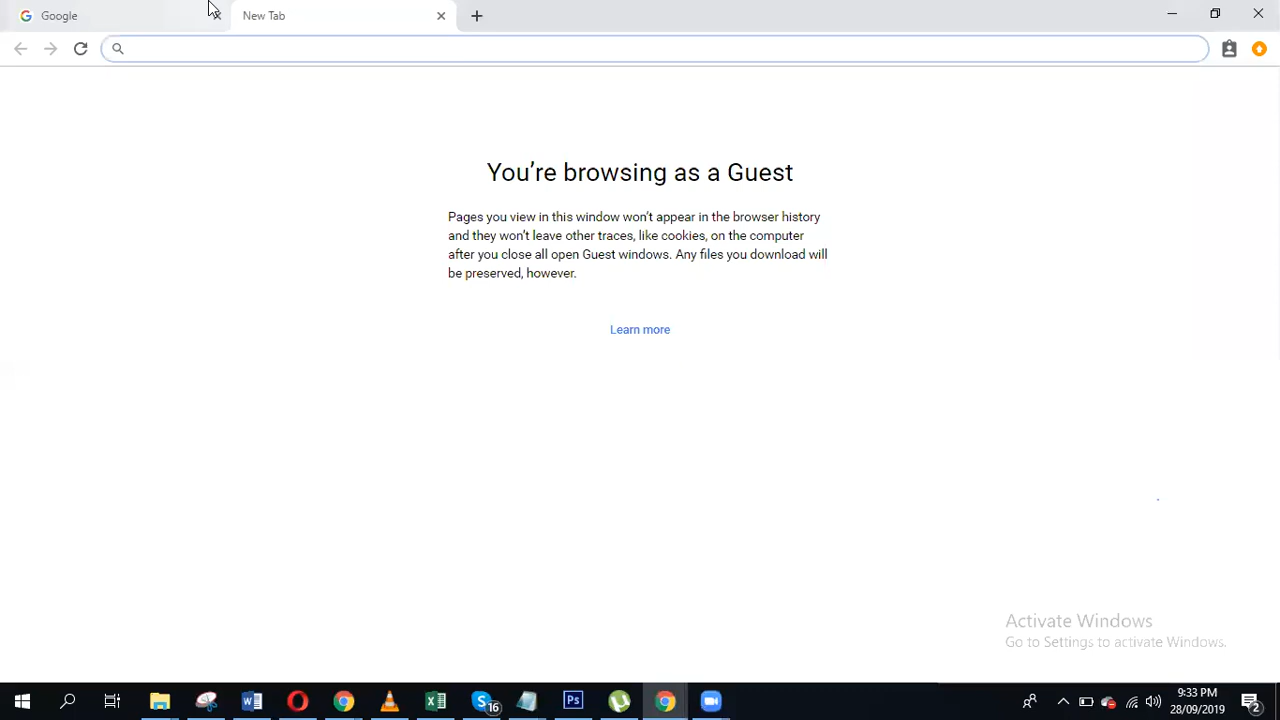 Google
New Tab
You're browsing as a Guest
Pages you view in this window won't appear in the browser history
and they won't leave other traces, like cookies, on the computer
after you close all open Guest windows. Any files you download will
be preserved, however.
Learn more
Activate Windows
Go to Settings to activate Windows.
16
Ps
9:33 PM
28/09/2019
2